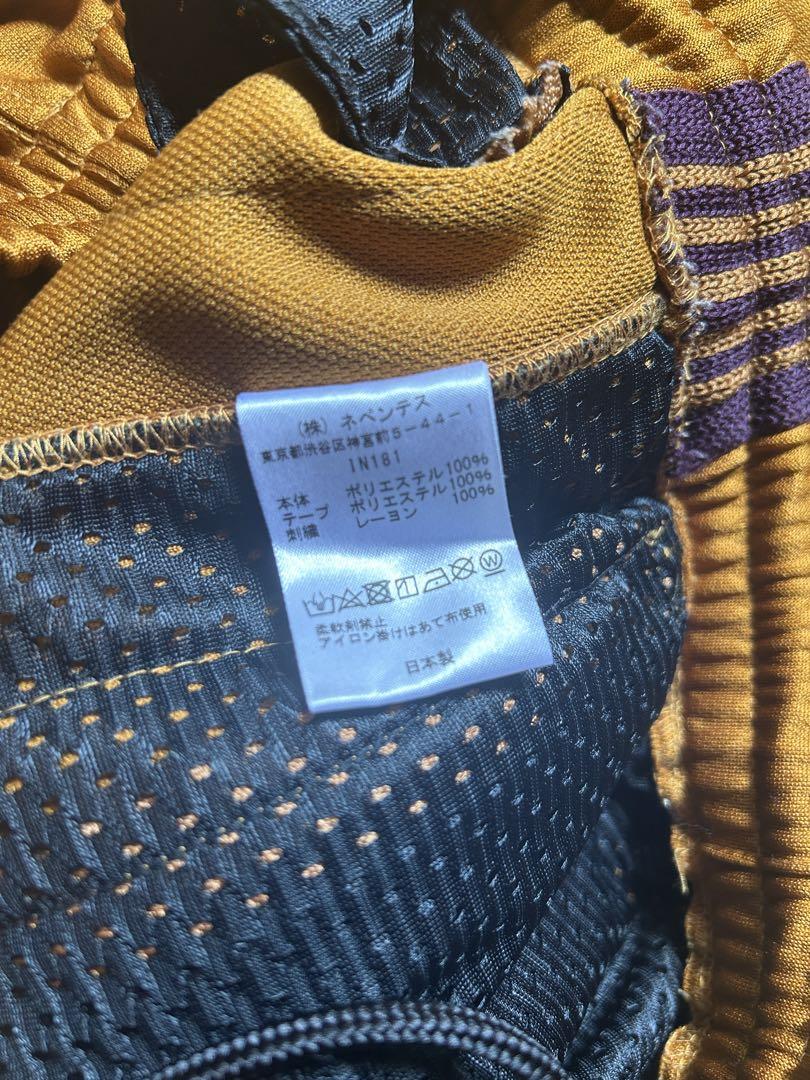 (株) ネペンテス
東京都渋谷区神宮前5-44-1
IN181
本体 ポリエステル100%
テープ ポリエステル100%
刺繍 レーヨン 100%
W
柔軟剤禁止
アイロン掛けはあて布使用
日本製